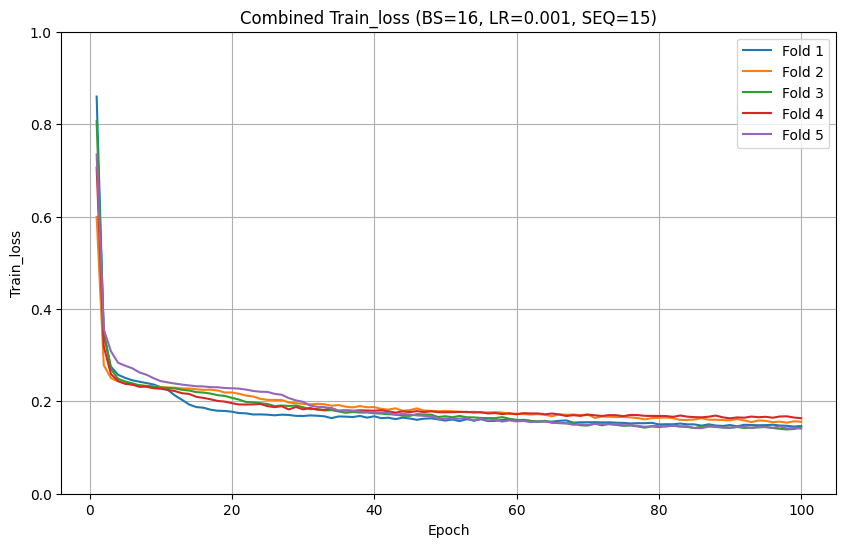 Combined Train_loss (BS=16, LR=0.001, SEQ=15)
1.0
0.8
0.6
0.4
0.2
0.0
Train_loss
Fold 1
Fold 2
Fold 3
Fold 4
Fold 5
0 20 40 60 80 100
Epoch